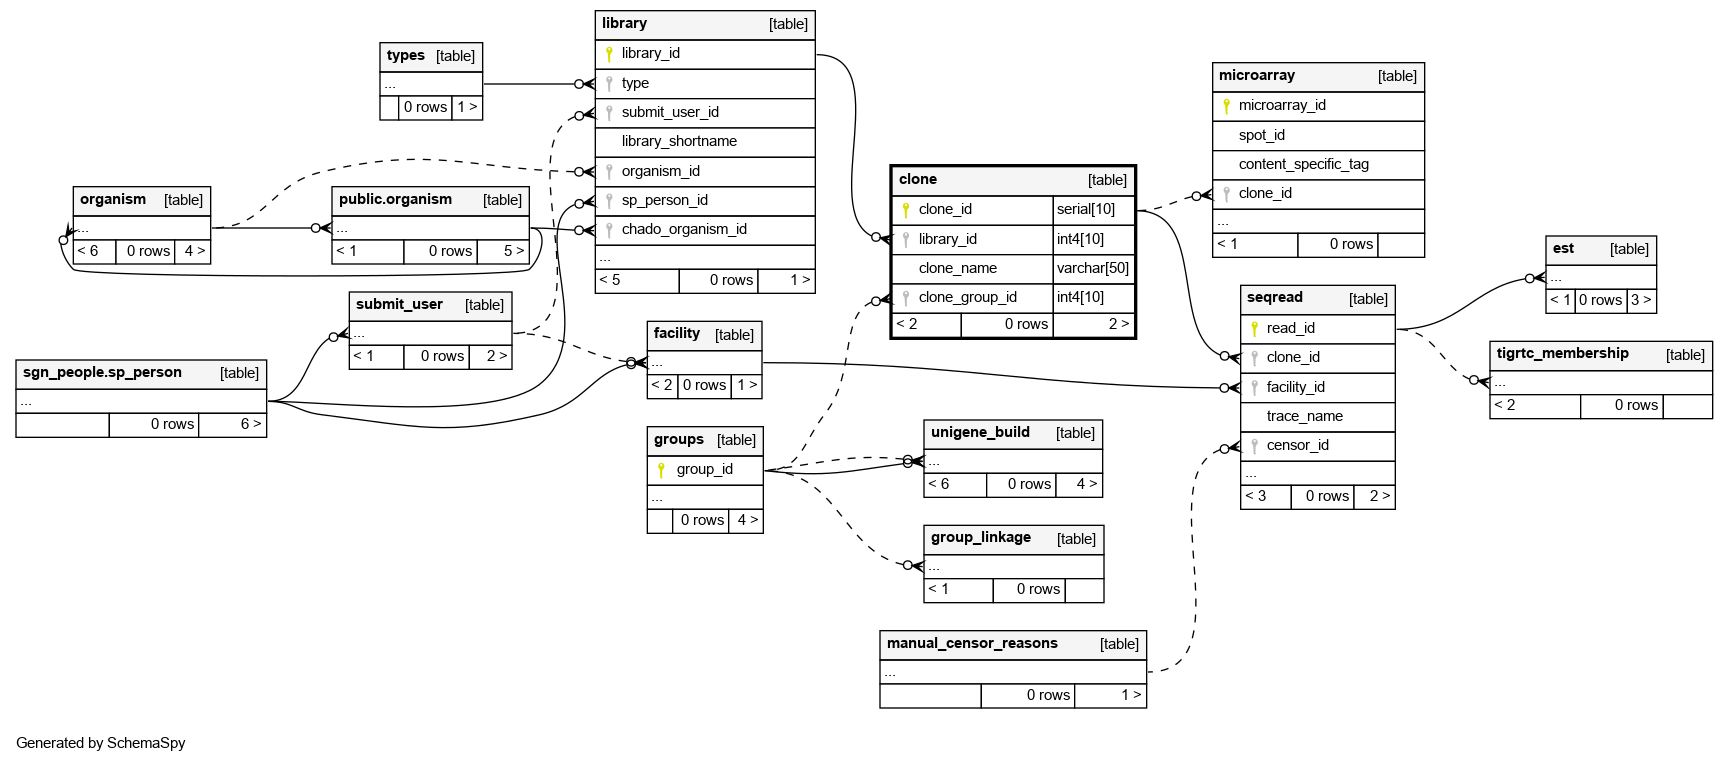 types [table]
...
0 rows 1 >
library [table]
library_id
type
submit_user_id
library_shortname
organism_id
sp_person_id
chado_organism_id
...
< 5 0 rows 1 >
organism [table]
...
< 6 0 rows 4 >
public.organism [table]
...
< 1 0 rows 5 >
submit_user [table]
...
< 1 0 rows 2 >
sgn_people.sp_person [table]
...
0 rows 6 >
facility [table]
...
< 2 0 rows 1 >
groups [table]
group_id
...
0 rows 4 >
clone [table]
clone_id serial[10]
library_id int4[10]
clone_name varchar[50]
clone_group_id int4[10]
< 2 0 rows 2 >
unigene_build [table]
...
< 6 0 rows 4 >
group_linkage [table]
...
< 1 0 rows
manual_censor_reasons [table]
...
0 rows 1 >
microarray [table]
microarray_id
spot_id
content_specific_tag
clone_id
...
< 1 0 rows
seqread [table]
read_id
clone_id
facility_id
trace_name
censor_id
...
< 3 0 rows 2 >
est [table]
...
< 1 0 rows 3 >
tigrtc_membership [table]
...
< 2 0 rows
Generated by SchemaSpy